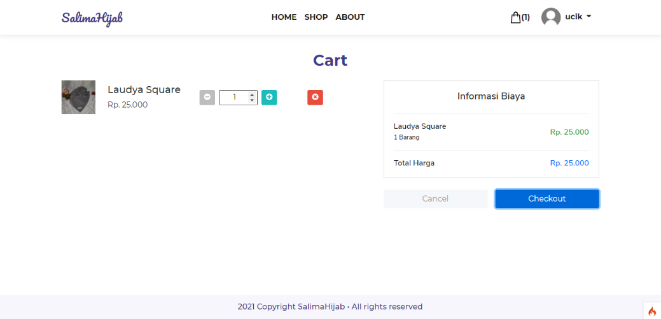 SalimaHijab
HOME SHOP ABOUT
(1)
ucik
Cart
Laudya Square
Rp. 25.000
1
Informasi Biaya
Laudya Square
1 Barang
Rp. 25.000
Total Harga
Rp. 25.000
Cancel
Checkout
2021 Copyright SalimaHijab • All rights reserved